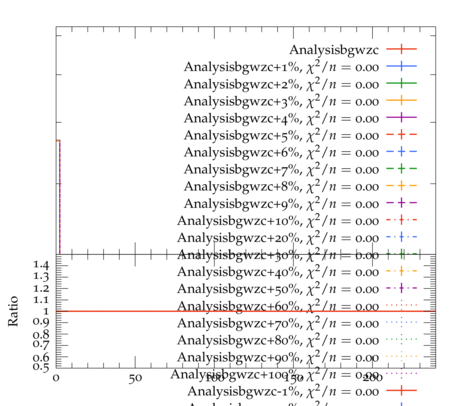 Analysisbgwzc
Analysisbgwzc+1%, χ²/n = 0.00
Analysisbgwzc+2%, χ²/n = 0.00
Analysisbgwzc+3%, χ²/n = 0.00
Analysisbgwzc+4%, χ²/n = 0.00
Analysisbgwzc+5%, χ²/n = 0.00
Analysisbgwzc+6%, χ²/n = 0.00
Analysisbgwzc+7%, χ²/n = 0.00
Analysisbgwzc+8%, χ²/n = 0.00
Analysisbgwzc+9%, χ²/n = 0.00
Analysisbgwzc+10%, χ²/n = 0.00
Analysisbgwzc+20%, χ²/n = 0.00
Analysisbgwzc+30%, χ²/n = 0.00
Analysisbgwzc+40%, χ²/n = 0.00
Analysisbgwzc+50%, χ²/n = 0.00
Analysisbgwzc+60%, χ²/n = 0.00
Analysisbgwzc+70%, χ²/n = 0.00
Analysisbgwzc+80%, χ²/n = 0.00
Analysisbgwzc+90%, χ²/n = 0.00
Analysisbgwzc+100%, χ²/n = 0.00
Analysisbgwzc-1%, χ²/n = 0.00
Ratio
1.4
1.3
1.2
1.1
1
0.9
0.8
0.7
0.6
0.5
0
50
100
150
200